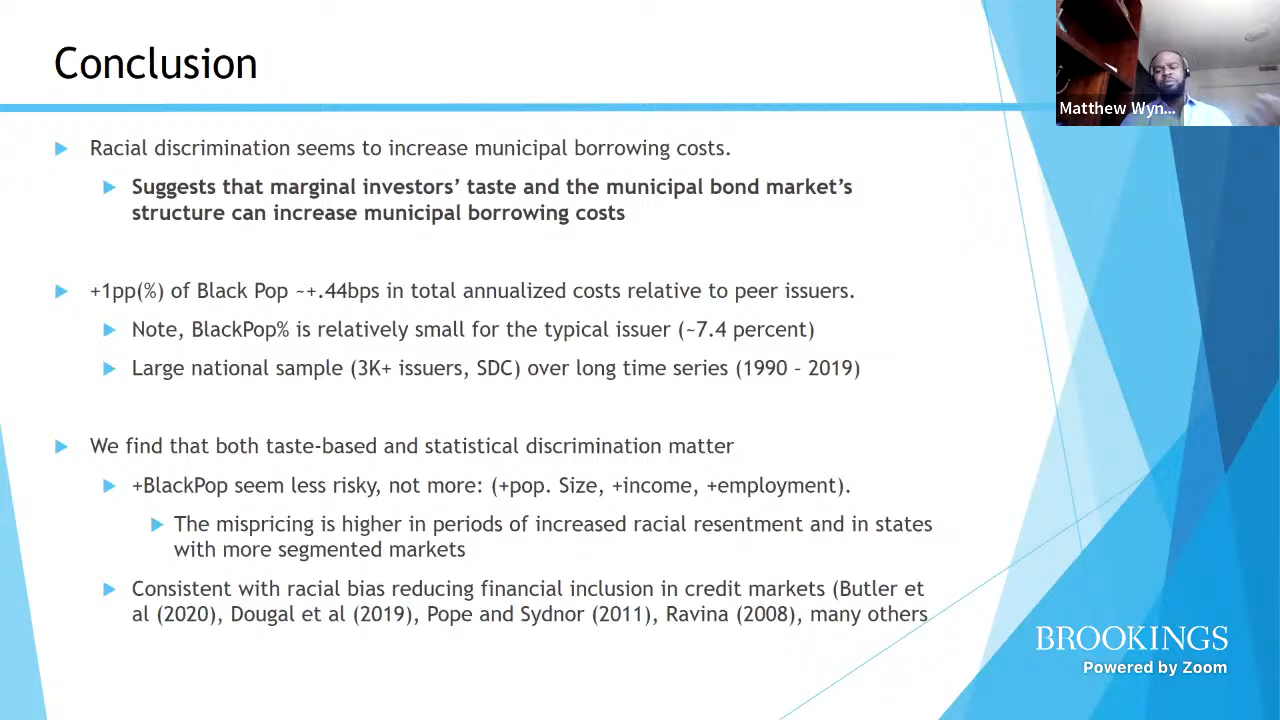 Conclusion
Matthew Wyn...
Racial discrimination seems to increase municipal borrowing costs.
Suggests that marginal investors’ taste and the municipal bond market’s
structure can increase municipal borrowing costs
+1pp(%) of Black Pop ~+.44bps in total annualized costs relative to peer issuers.
Note, BlackPop% is relatively small for the typical issuer (~7.4 percent)
Large national sample (3K+ issuers, SDC) over long time series (1990 – 2019)
We find that both taste-based and statistical discrimination matter
+BlackPop seem less risky, not more: (+pop. Size, +income, +employment).
The mispricing is higher in periods of increased racial resentment and in states
with more segmented markets
Consistent with racial bias reducing financial inclusion in credit markets (Butler et
al (2020), Dougal et al (2019), Pope and Sydnor (2011), Ravina (2008), many others
BROOKINGS
Powered by Zoom